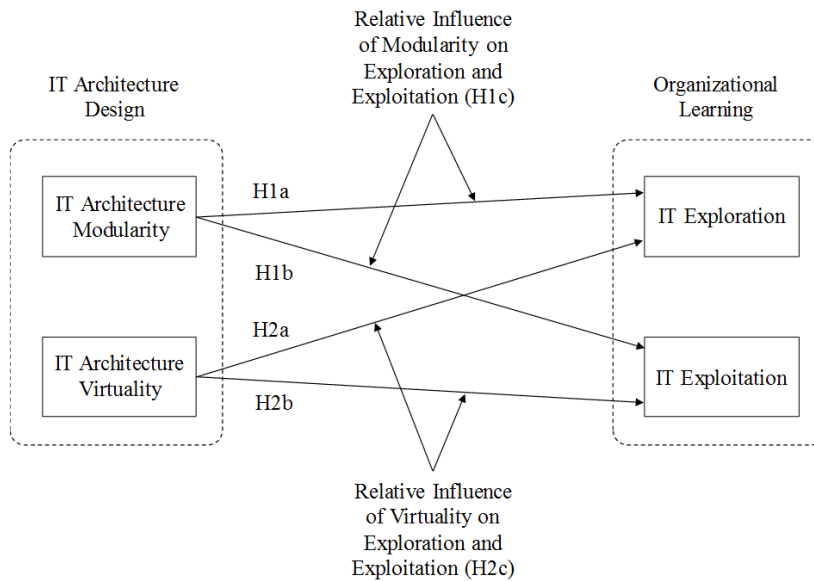 Relative Influence
of Modularity on
Exploration and
Exploitation (H1c)
IT Architecture
Design
Organizational
Learning
IT Architecture
Modularity
H1a
IT Exploration
H1b
H2a
IT Architecture
Virtuality
IT Exploitation
H2b
Relative Influence
of Virtuality on
Exploration and
Exploitation (H2c)